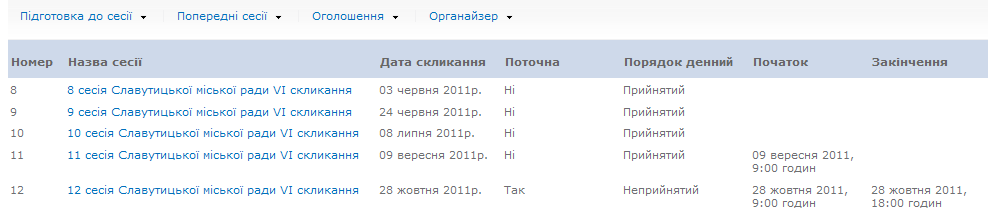 Підготовка до сесії Попередні сесії Оголошення Органайзер
Номер Назва сесії Дата скликання Поточна Порядок денний Початок Закінчення
8 8 сесія Славутицької міської ради VI скликання 03 червня 2011р. Ні Прийнятий
9 9 сесія Славутицької міської ради VI скликання 24 червня 2011р. Ні Прийнятий
10 10 сесія Славутицької міської ради VI скликання 08 липня 2011р. Ні Прийнятий
11 11 сесія Славутицької міської ради VI скликання 09 вересня 2011р. Ні Прийнятий 09 вересня 2011,
9:00 годин
12 12 сесія Славутицької міської ради VI скликання 28 жовтня 2011р. Так Неприйнятий 28 жовтня 2011, 28 жовтня 2011,
9:00 годин 18:00 годин